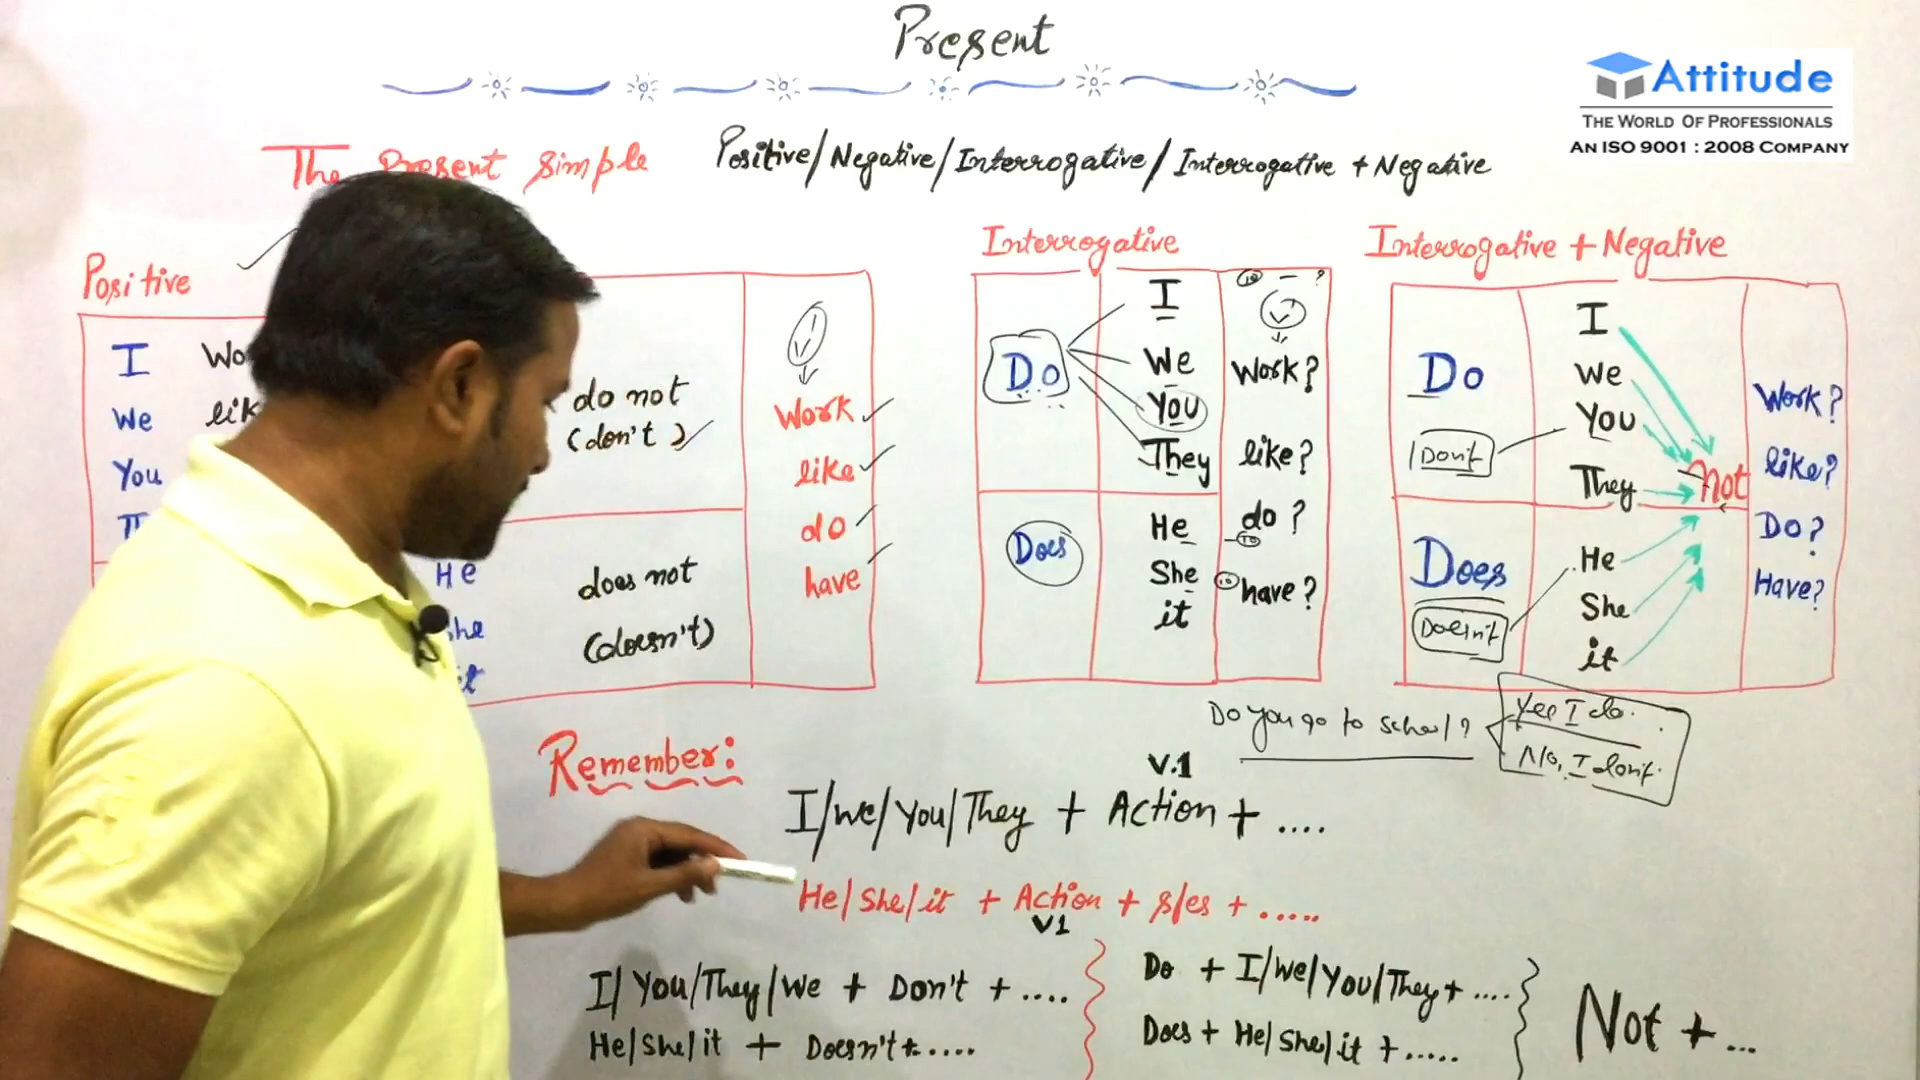 Present
Attitude
THE WORLD OF PROFESSIONALS
AN ISO 9001 : 2008 COMPANY
The Present Simple
Positive/Negative/Interrogative/Interrogative + Negative
Positive
I
We
You
He
do not
(don't)
does not
(doesn't)
Work
like
do
have
Interrogative
Do
Does
I
We
You
They
He
She
it
Work?
like?
do?
have?
Interrogative + Negative
Do
Don't
Does
Doesn't
I
We
You
They
He
She
it
Not
Work?
like?
Do?
Have?
Do you go to school?
Yes I do.
No, I don't.
Remember:
V.1
I/We/You/They + Action + ....
He/She/it + Action + s/es + .....
V1
I/You/They/We + Don't + ....
He/She/it + Doesn't + .....
Do + I/We/You/They + ....
Does + He/She/it + .....
Not + ...